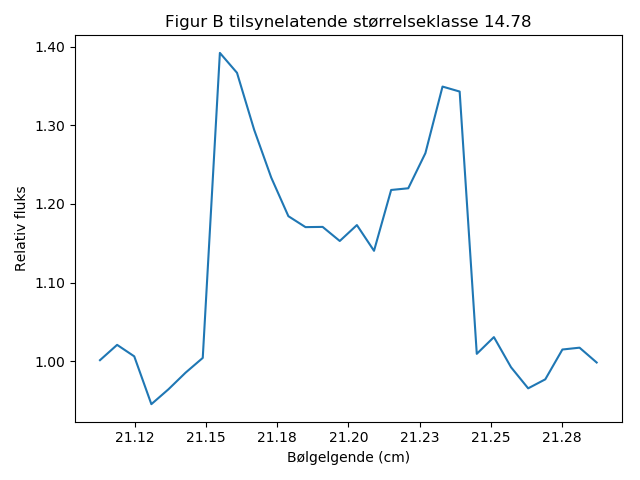 Figur B tilsynelatende størrelseklasse 14.78
1.40
1.30
1.20
1.10
1.00
Relativ fluks
21.12 21.15 21.18 21.20 21.23 21.25 21.28
Bølgelgende (cm)